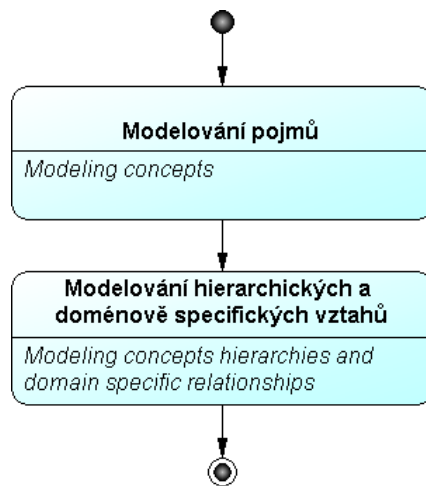 Modelování pojmů
Modeling concepts
Modelování hierarchických a
doménově specifických vztahů
Modeling concepts hierarchies and
domain specific relationships